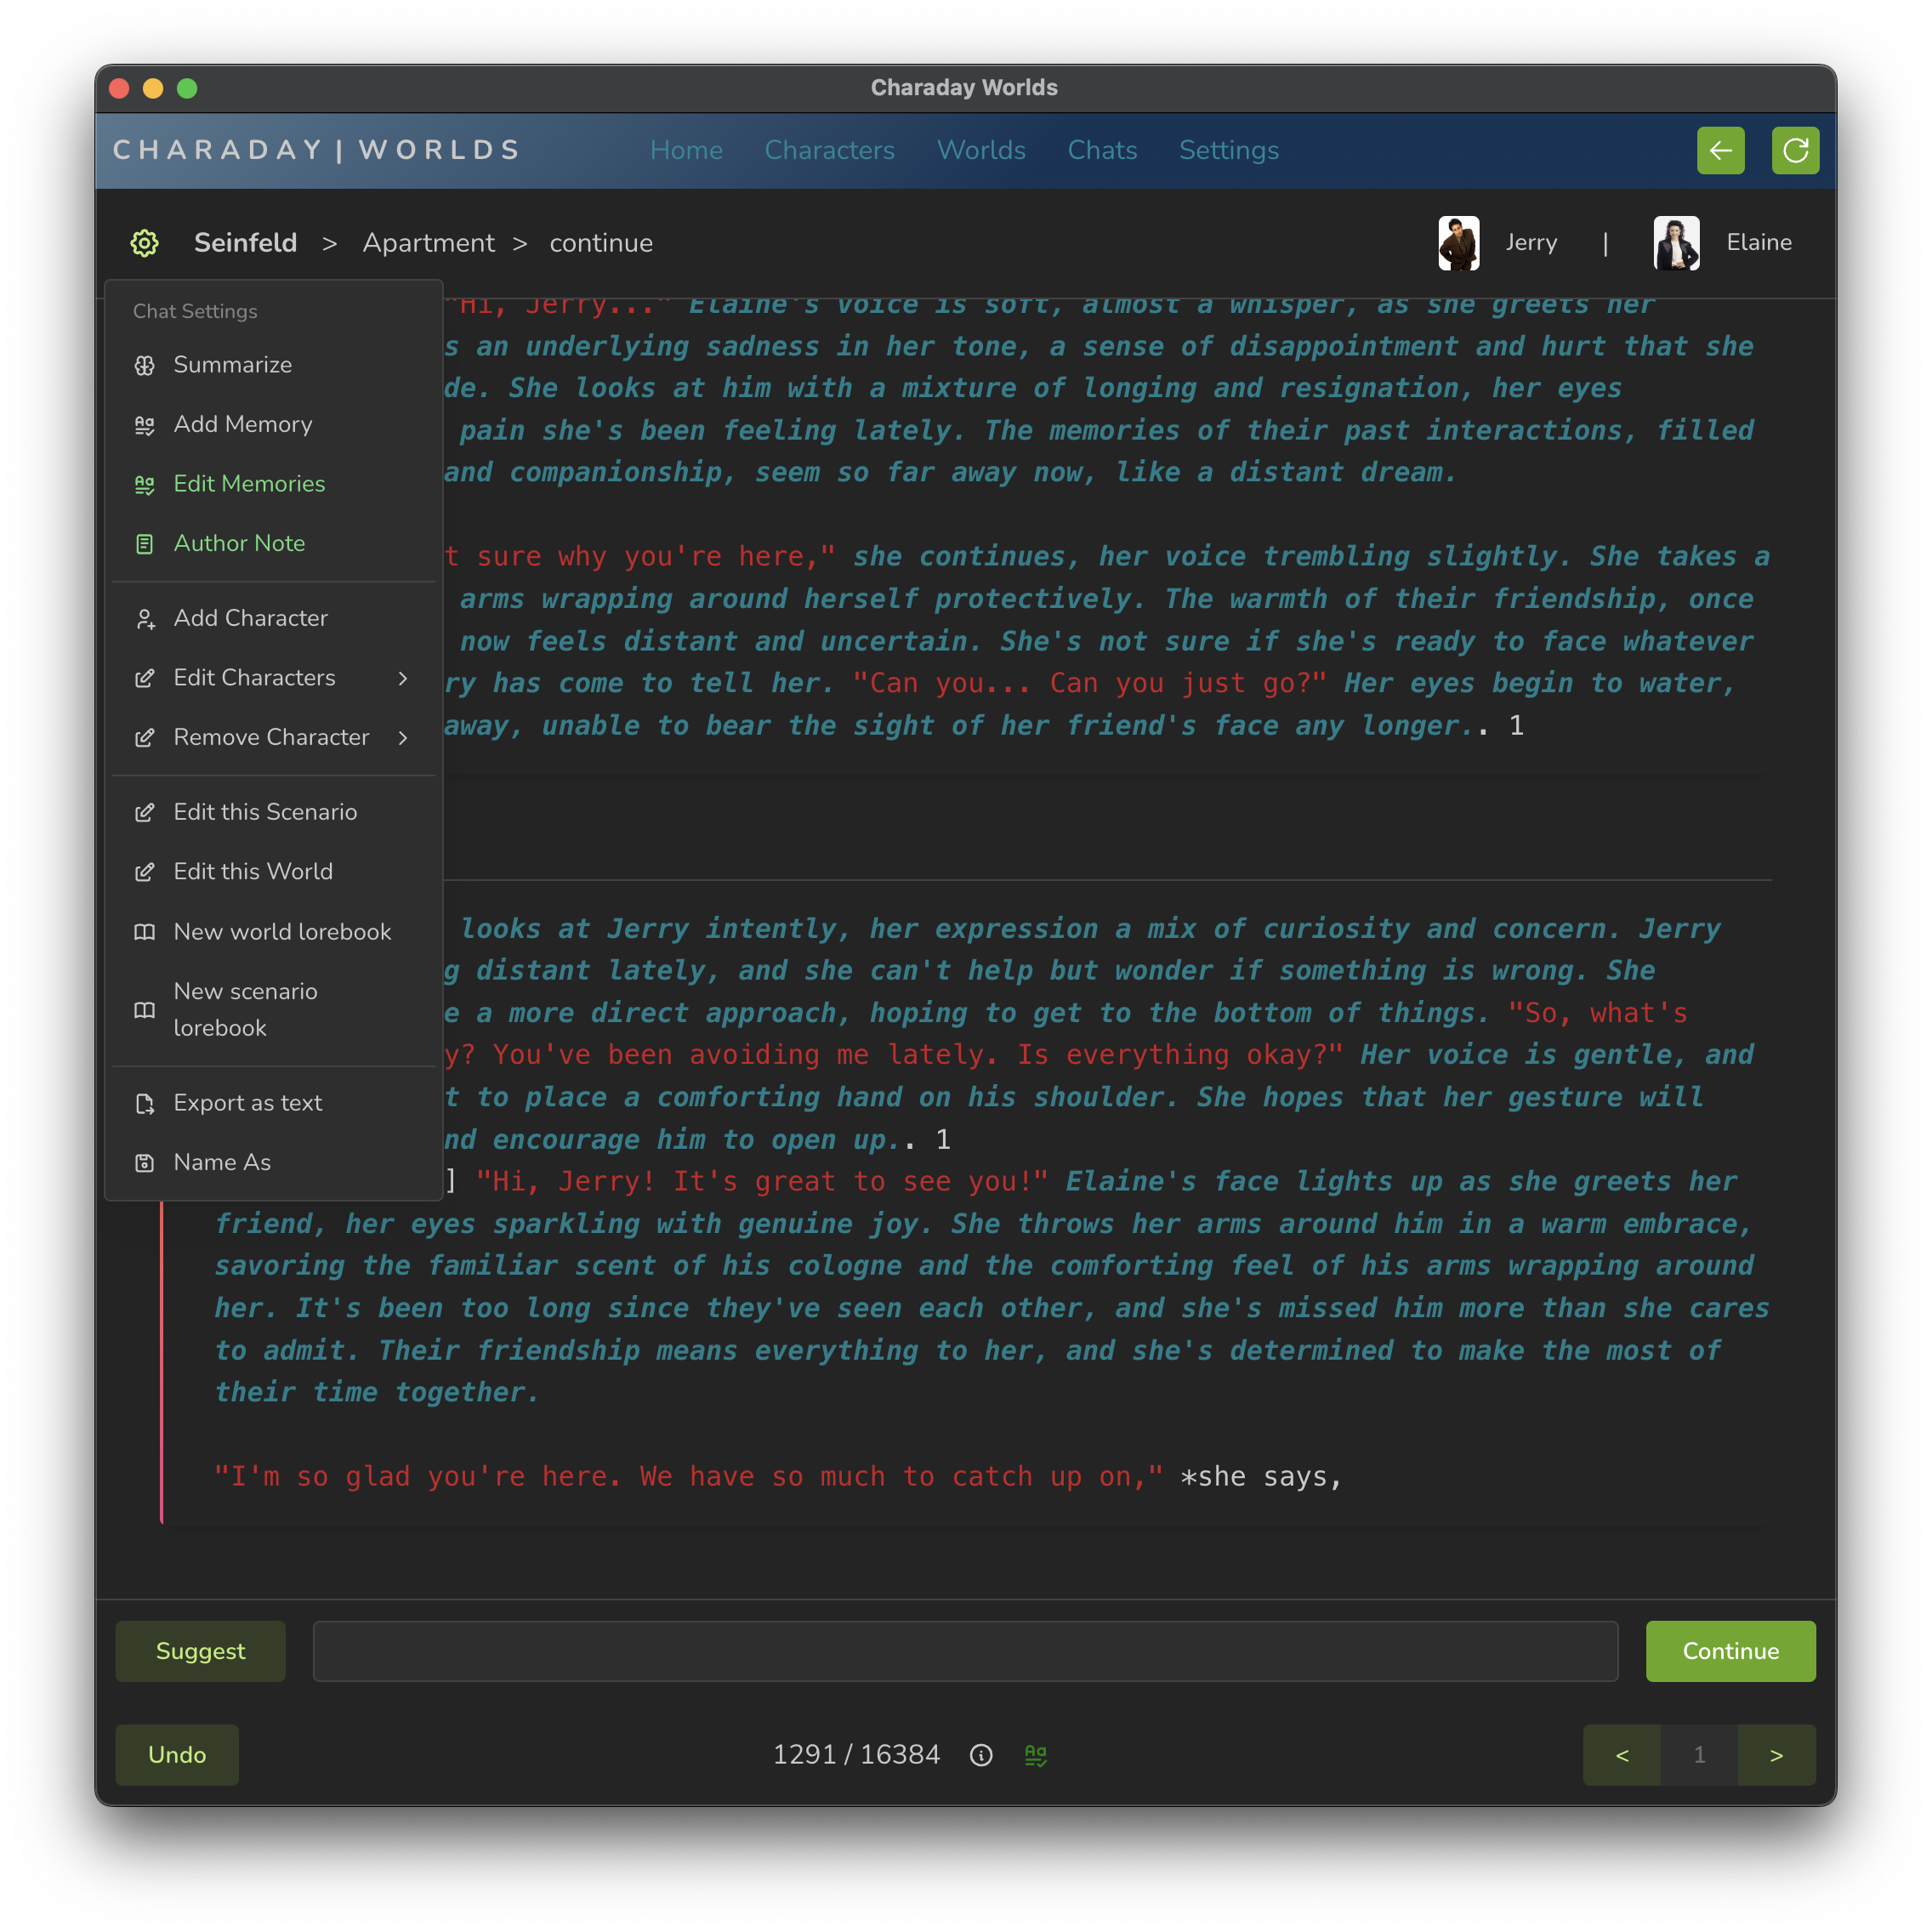 Charaday Worlds
CHARADAY | WORLDS
Home Characters Worlds Chats Settings
Seinfeld > Apartment > continue
Jerry | Elaine
Chat Settings
Summarize
Add Memory
Edit Memories
Author Note
Add Character
Edit Characters >
Remove Character >
Edit this Scenario
Edit this World
New world lorebook
New scenario
lorebook
Export as text
Name As
"Hi, Jerry..." Elaine's voice is soft, almost a whisper, as she greets her
s an underlying sadness in her tone, a sense of disappointment and hurt that she
de. She looks at him with a mixture of longing and resignation, her eyes
pain she's been feeling lately. The memories of their past interactions, filled
and companionship, seem so far away now, like a distant dream.
t sure why you're here," she continues, her voice trembling slightly. She takes a
arms wrapping around herself protectively. The warmth of their friendship, once
now feels distant and uncertain. She's not sure if she's ready to face whatever
ry has come to tell her. "Can you... Can you just go?" Her eyes begin to water,
away, unable to bear the sight of her friend's face any longer.. 1
looks at Jerry intently, her expression a mix of curiosity and concern. Jerry
g distant lately, and she can't help but wonder if something is wrong. She
e a more direct approach, hoping to get to the bottom of things. "So, what's
y? You've been avoiding me lately. Is everything okay?" Her voice is gentle, and
t to place a comforting hand on his shoulder. She hopes that her gesture will
nd encourage him to open up.. 1
] "Hi, Jerry! It's great to see you!" Elaine's face lights up as she greets her
friend, her eyes sparkling with genuine joy. She throws her arms around him in a warm embrace,
savoring the familiar scent of his cologne and the comforting feel of his arms wrapping around
her. It's been too long since they've seen each other, and she's missed him more than she cares
to admit. Their friendship means everything to her, and she's determined to make the most of
their time together.
"I'm so glad you're here. We have so much to catch up on," *she says,
Suggest
Continue
Undo
1291 / 16384
< 1 >